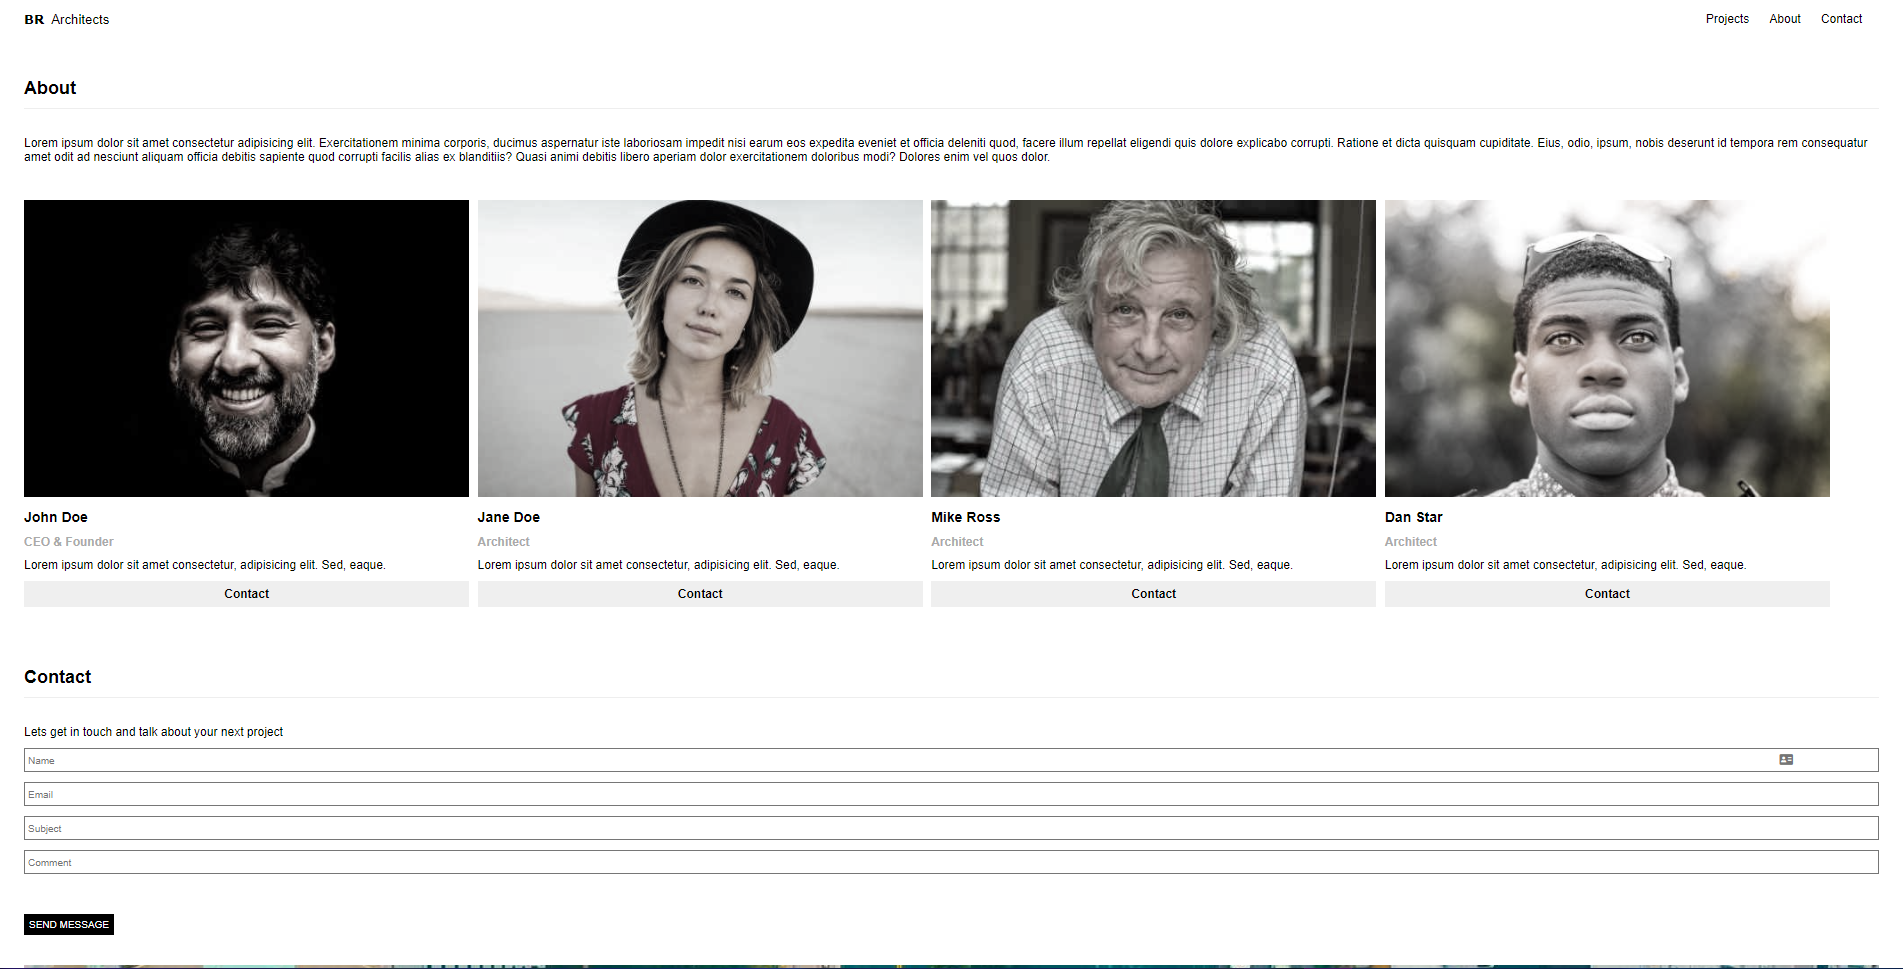 BR Architects
Projects About Contact
About
Lorem ipsum dolor sit amet consectetur adipisicing elit. Exercitationem minima corporis, ducimus aspernatur iste laboriosam impedit nisi earum eos expedita eveniet et officia deleniti quod, facere illum repellat eligendi quis dolore explicabo corrupti. Ratione et dicta quisquam cupiditate. Eius, odio, ipsum, nobis deserunt id tempora rem consequatur
amet odit ad nesciunt aliquam officia debitis sapiente quod corrupti facilis alias ex blanditiis? Quasi animi debitis libero aperiam dolor exercitationem doloribus modi? Dolores enim vel quos dolor.
John Doe
CEO & Founder
Lorem ipsum dolor sit amet consectetur, adipisicing elit. Sed, eaque.
Contact
Jane Doe
Architect
Lorem ipsum dolor sit amet consectetur, adipisicing elit. Sed, eaque.
Contact
Mike Ross
Architect
Lorem ipsum dolor sit amet consectetur, adipisicing elit. Sed, eaque.
Contact
Dan Star
Architect
Lorem ipsum dolor sit amet consectetur, adipisicing elit. Sed, eaque.
Contact
Contact
Lets get in touch and talk about your next project
Name
Email
Subject
Comment
SEND MESSAGE